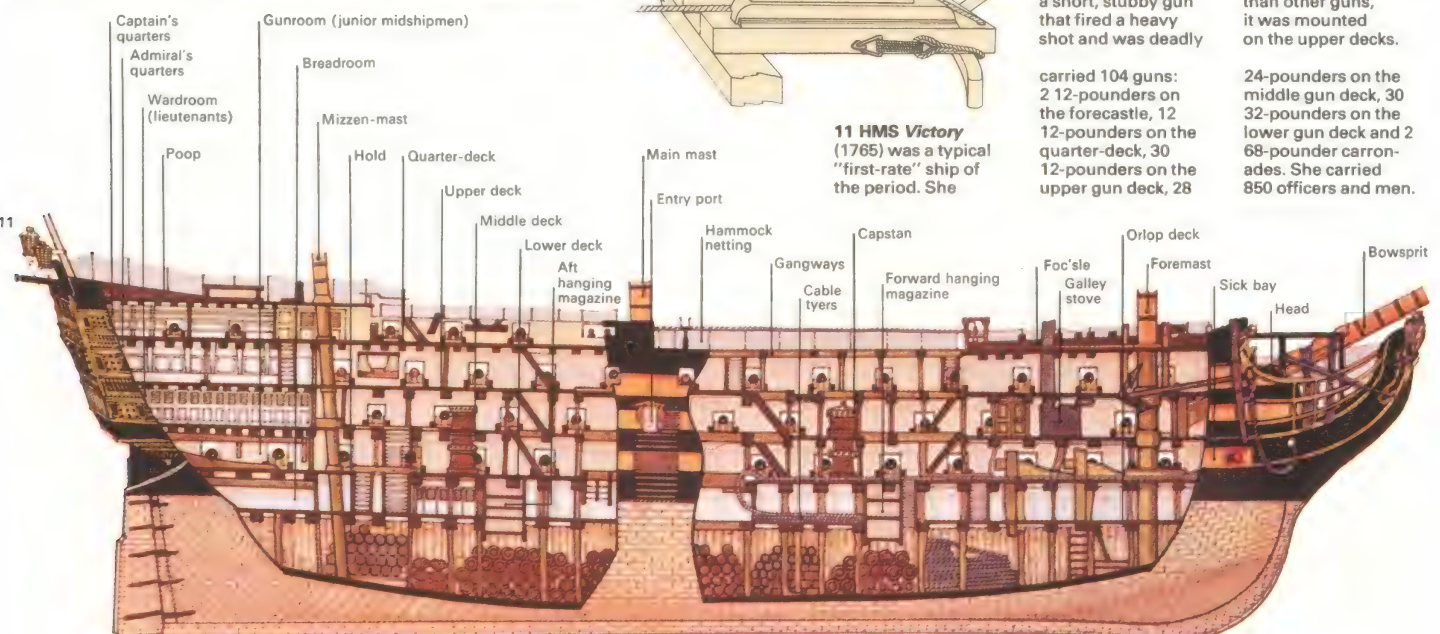 a short, stubby gun
that fired a heavy
shot and was deadly
than other guns,
it was mounted
on the upper decks.
11 HMS Victory
(1765) was a typical
"first-rate" ship of
the period. She
carried 104 guns:
2 12-pounders on
the forecastle, 12
12-pounders on the
quarter-deck, 30
12-pounders on the
upper gun deck, 28
24-pounders on the
middle gun deck, 30
32-pounders on the
lower gun deck and 2
68-pounder carron-
ades. She carried
850 officers and men.
11
Captain's
quarters
Admiral's
quarters
Wardroom
(lieutenants)
Poop
Gunroom (junior midshipmen)
Breadroom
Mizzen-mast
Hold
Quarter-deck
Upper deck
Middle deck
Lower deck
Aft
hanging
magazine
Main mast
Entry port
Hammock
netting
Gangways
Cable
tyers
Capstan
Forward hanging
magazine
Foc'sle
Galley
stove
Orlop deck
Foremast
Sick bay
Head
Bowsprit